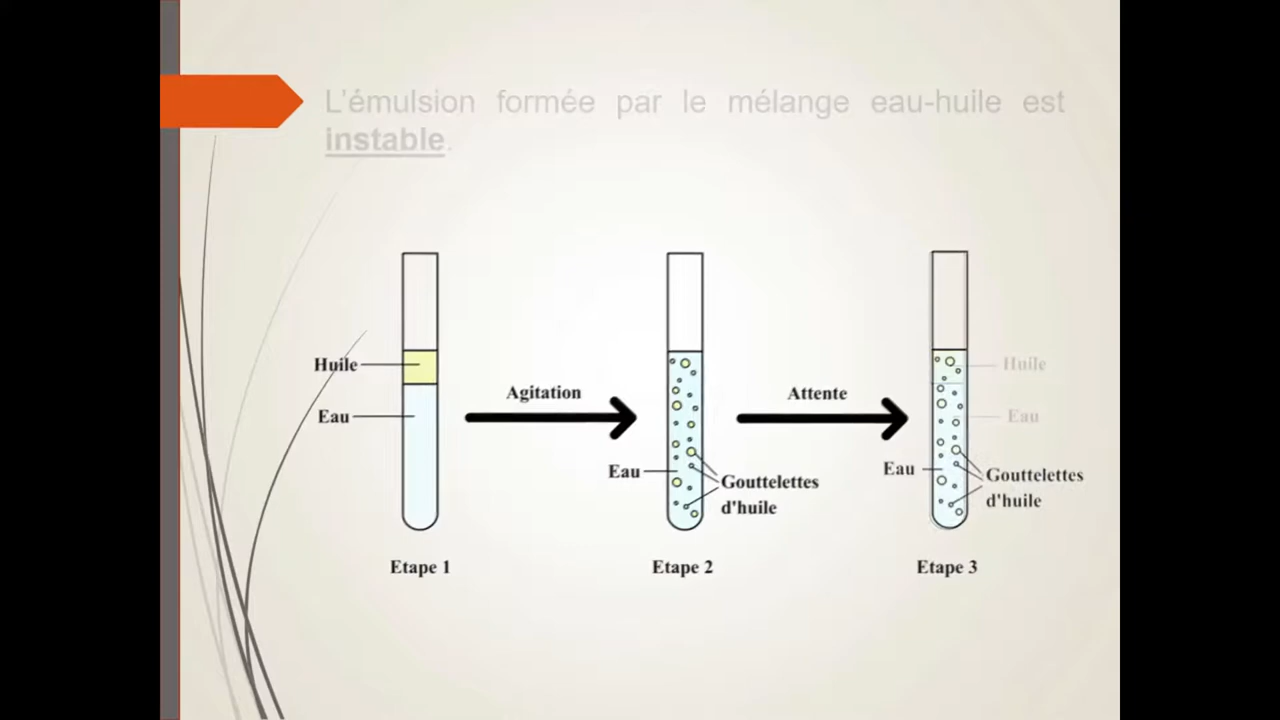 L'émulsion formée par le mélange eau-huile est
instable.
Huile
Eau
Agitation
Eau
Gouttelettes
d'huile
Attente
Huile
Eau
Eau
Gouttelettes
d'huile
Etape 1
Etape 2
Etape 3